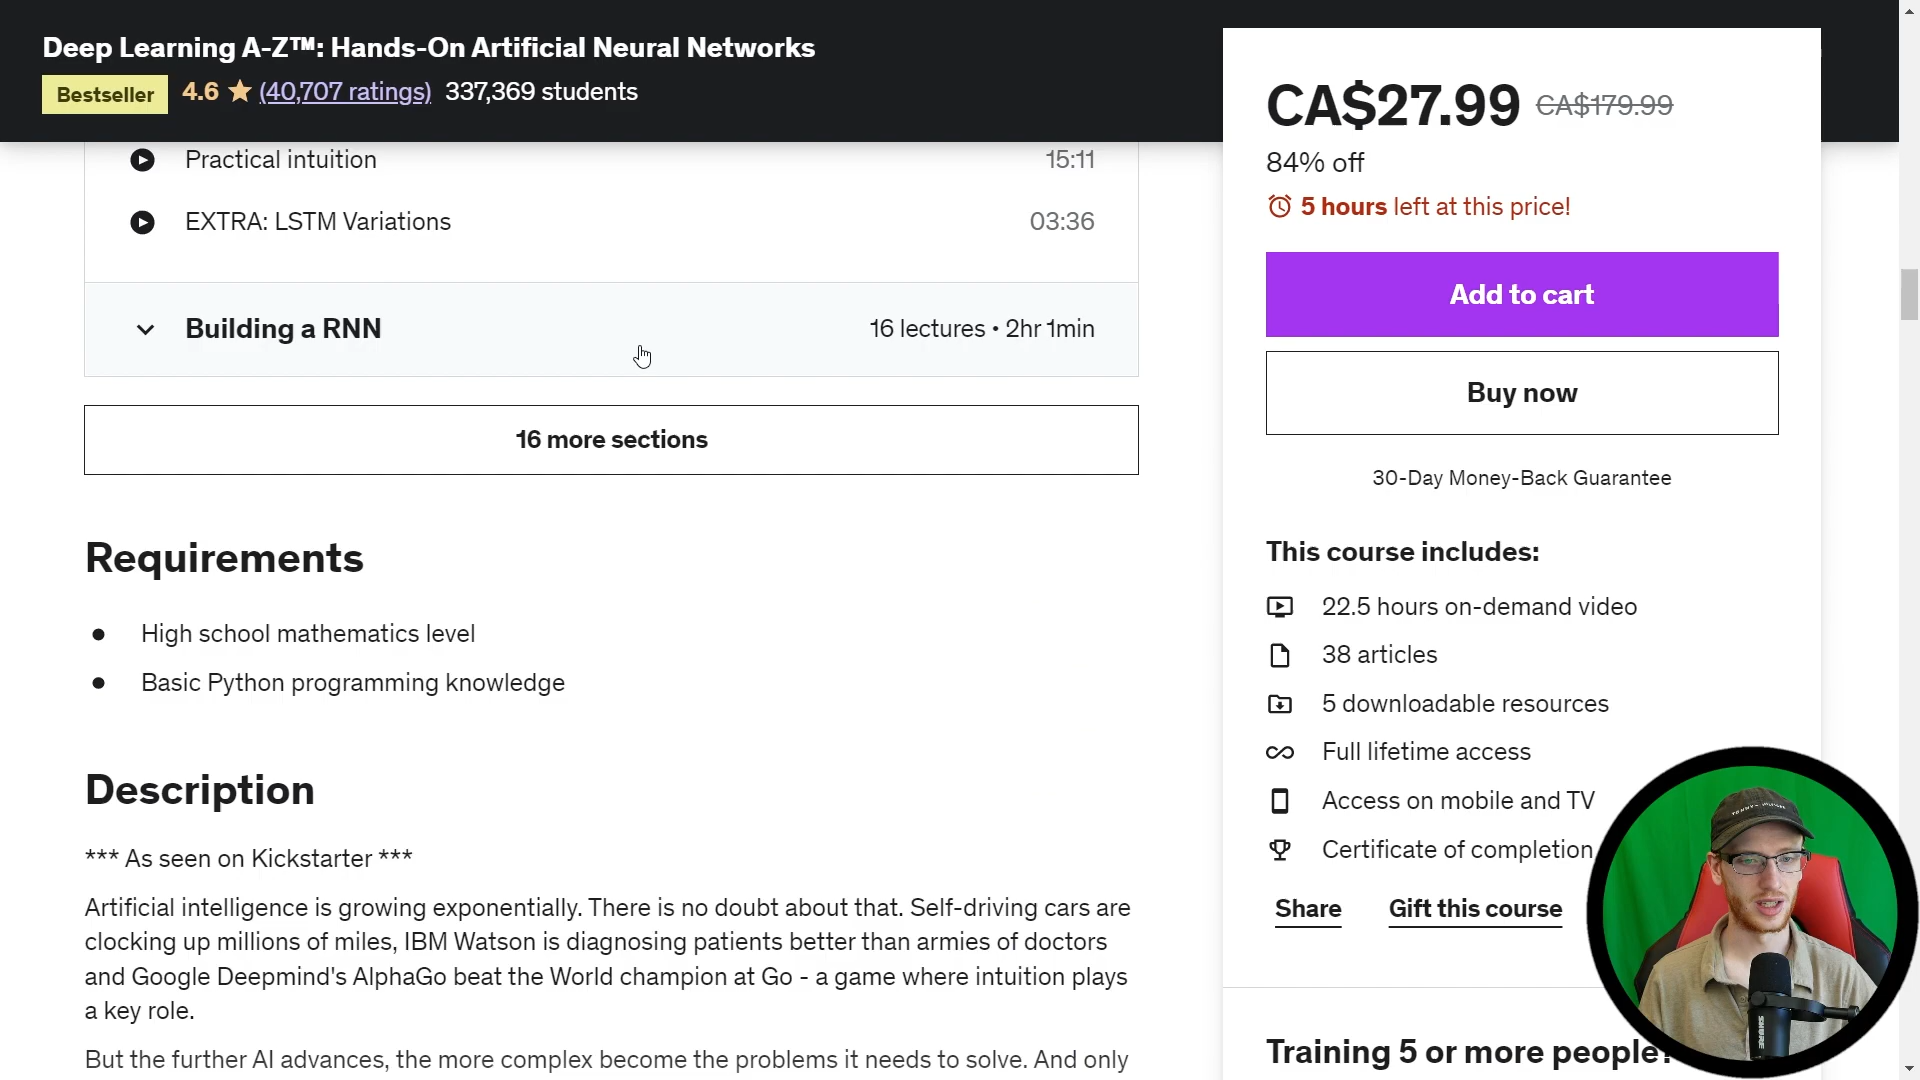 Deep Learning A-Z™: Hands-On Artificial Neural Networks
Bestseller 4.6 (40,707 ratings) 337,369 students
Practical intuition 15:11
EXTRA: LSTM Variations 03:36
Building a RNN 16 lectures • 2hr 1min
16 more sections
Requirements
High school mathematics level
Basic Python programming knowledge
Description
*** As seen on Kickstarter ***
Artificial intelligence is growing exponentially. There is no doubt about that. Self-driving cars are
clocking up millions of miles, IBM Watson is diagnosing patients better than armies of doctors
and Google Deepmind's AlphaGo beat the World champion at Go - a game where intuition plays
a key role.
But the further AI advances, the more complex become the problems it needs to solve. And only
CA$27.99 CA$179.99
84% off
5 hours left at this price!
Add to cart
Buy now
30-Day Money-Back Guarantee
This course includes:
22.5 hours on-demand video
38 articles
5 downloadable resources
Full lifetime access
Access on mobile and TV
Certificate of completion
Share Gift this course
Training 5 or more people?
TOMMY HILFIGER
SHURE